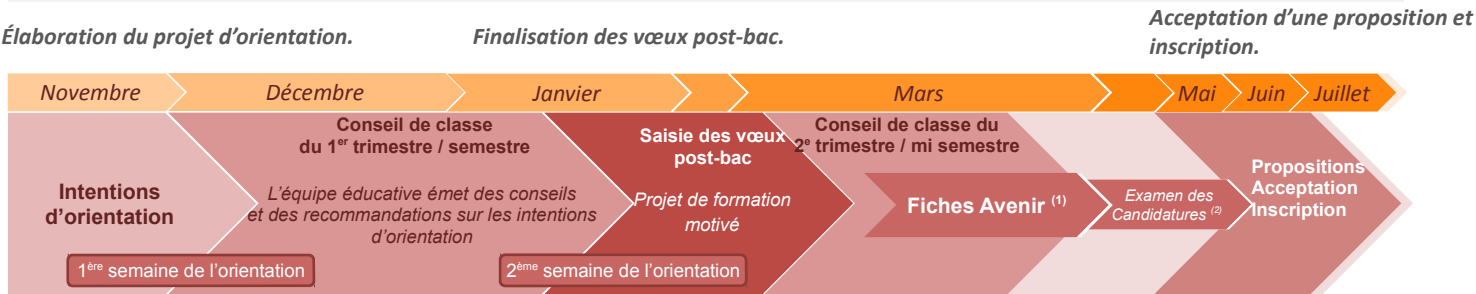 Élaboration du projet d’orientation.
Finalisation des vœux post-bac.
Acceptation d’une proposition et
inscription.
Novembre
Décembre
Janvier
Mars
Mai
Juin
Juillet
Intentions
d’orientation
Conseil de classe
du 1er trimestre / semestre
L’équipe éducative émet des conseils
et des recommandations sur les intentions
d’orientation
Saisie des vœux
post-bac
Projet de formation
motivé
Conseil de classe du
2e trimestre / mi semestre
Fiches Avenir (1)
Examen des
Candidatures (2)
Propositions
Acceptation
Inscription
1ère semaine de l’orientation
2ème semaine de l’orientation